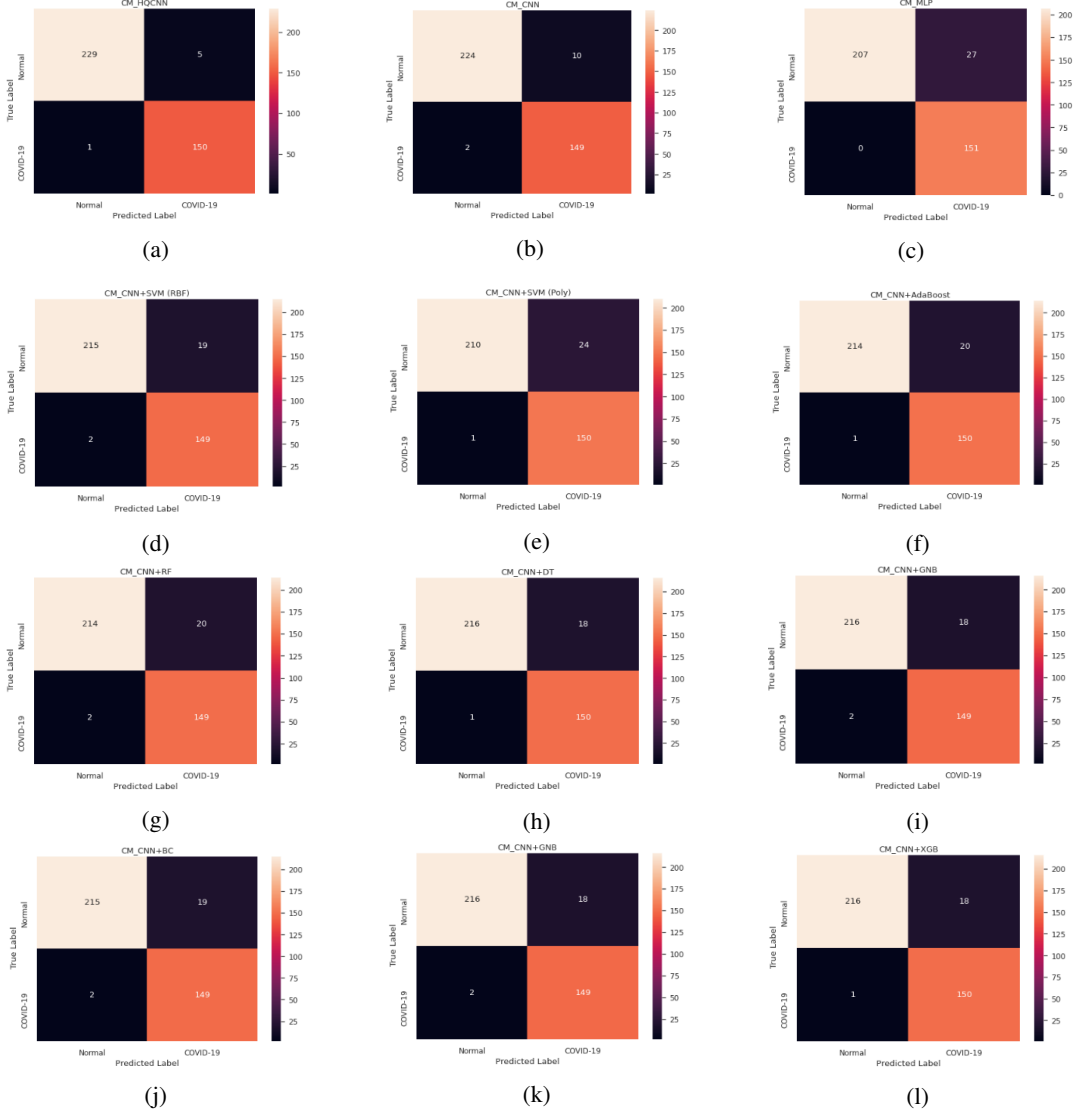 CM_HQCNN
Normal 229 5
True Label
COVID-19 1 150
Normal COVID-19
Predicted Label
200
150
100
50
(a)
CM_CNN
Normal 224 10
True Label
COVID-19 2 149
Normal COVID-19
Predicted Label
200
175
150
125
100
75
50
25
(b)
CM_MLP
Normal 207 27
True Label
COVID-19 0 151
Normal COVID-19
Predicted Label
200
175
150
125
100
75
50
25
0
(c)
CM_CNN+SVM (RBF)
Normal 215 19
True Label
COVID-19 2 149
Normal COVID-19
Predicted Label
200
175
150
125
100
75
50
25
(d)
CM_CNN+SVM (Poly)
Normal 210 24
True Label
COVID-19 1 150
Normal COVID-19
Predicted Label
200
175
150
125
100
75
50
25
(e)
CM_CNN+AdaBoost
Normal 214 20
True Label
COVID-19 1 150
Normal COVID-19
Predicted Label
200
175
150
125
100
75
50
25
(f)
CM_CNN+RF
Normal 214 20
True Label
COVID-19 2 149
Normal COVID-19
Predicted Label
200
175
150
125
100
75
50
25
(g)
CM_CNN+DT
Normal 216 18
True Label
COVID-19 1 150
Normal COVID-19
Predicted Label
200
175
150
125
100
75
50
25
(h)
CM_CNN+GNB
Normal 216 18
True Label
COVID-19 2 149
Normal COVID-19
Predicted Label
200
175
150
125
100
75
50
25
(i)
CM_CNN+BC
Normal 215 19
True Label
COVID-19 2 149
Normal COVID-19
Predicted Label
200
175
150
125
100
75
50
25
(j)
CM_CNN+GNB
Normal 216 18
True Label
COVID-19 2 149
Normal COVID-19
Predicted Label
200
175
150
125
100
75
50
25
(k)
CM_CNN+XGB
Normal 216 18
True Label
COVID-19 1 150
Normal COVID-19
Predicted Label
200
175
150
125
100
75
50
25
(l)